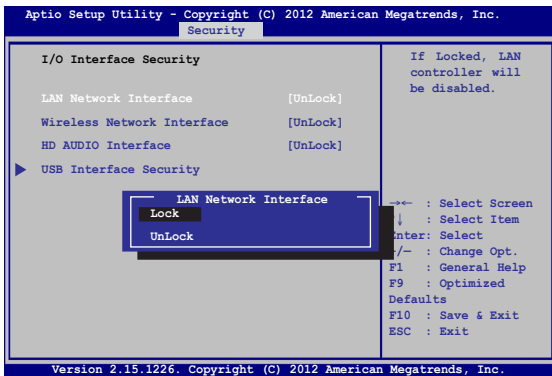 Aptio Setup Utility - Copyright (C) 2012 American Megatrends, Inc.
Security
I/O Interface Security
LAN Network Interface [UnLock]
Wireless Network Interface [UnLock]
HD AUDIO Interface [UnLock]
USB Interface Security
If Locked, LAN
controller will
be disabled.
LAN Network Interface
Lock
UnLock
→← : Select Screen
↓ : Select Item
nter: Select
/— : Change Opt.
F1 : General Help
F9 : Optimized
Defaults
F10 : Save & Exit
ESC : Exit
Version 2.15.1226. Copyright (C) 2012 American Megatrends, Inc.